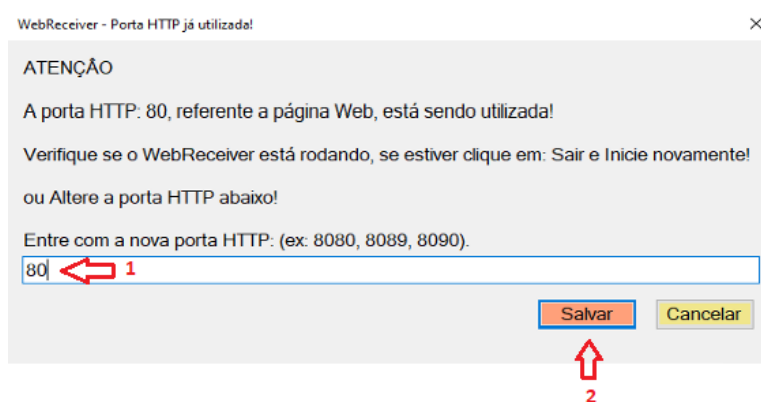 WebReceiver - Porta HTTP já utilizada!
ATENÇÂO
A porta HTTP: 80, referente a página Web, está sendo utilizada!
Verifique se o WebReceiver está rodando, se estiver clique em: Sair e Inicie novamente!
ou Altere a porta HTTP abaixo!
Entre com a nova porta HTTP: (ex: 8080, 8089, 8090).
80 1
Salvar Cancelar
2